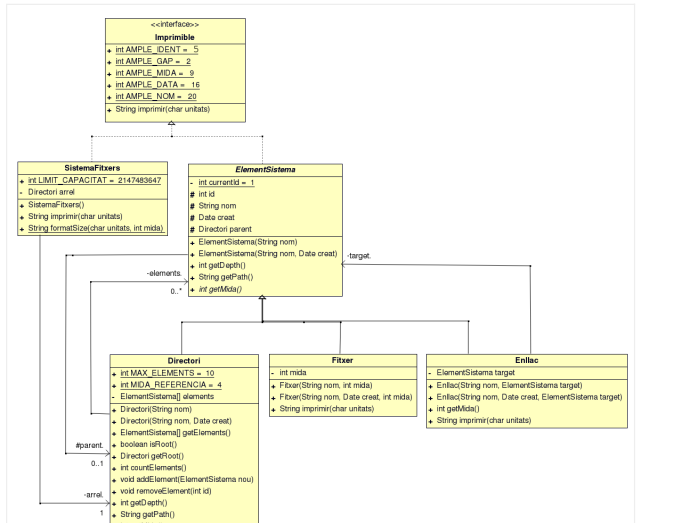 <<interface>>
Imprimible
+ int AMPLE_IDENT = 5
+ int AMPLE_GAP = 2
+ int AMPLE_MIDA = 9
+ int AMPLE_DATA = 16
+ int AMPLE_NOM = 20
+ String imprimir(char unitats)
SistemaFitxers
+ int LIMIT_CAPACITAT = 2147483647
- Directori arrel
+ SistemaFitxers()
+ String imprimir(char unitats)
+ String formatSize(char unitats, int mida)
ElementSistema
- int currentId = 1
# int id
# String nom
# Date creat
# Directori parent
+ ElementSistema(String nom)
+ ElementSistema(String nom, Date creat)
+ int getDepth()
+ String getPath()
+ int getMida()
-target.
-elements.
0..*
Directori
+ int MAX_ELEMENTS = 10
+ int MIDA_REFERENCIA = 4
- ElementSistema[] elements
+ Directori(String nom)
+ Directori(String nom, Date creat)
+ ElementSistema[] getElements()
+ boolean isRoot()
+ Directori getRoot()
+ int countElements()
+ void addElement(ElementSistema nou)
+ void removeElement(int id)
+ int getDepth()
+ String getPath()
#parent.
0..1
-arrel.
1
Fitxer
- int mida
+ Fitxer(String nom, int mida)
+ Fitxer(String nom, Date creat, int mida)
+ String imprimir(char unitats)
Enllac
- ElementSistema target
+ Enllac(String nom, ElementSistema target)
+ Enllac(String nom, Date creat, ElementSistema target)
+ int getMida()
+ String imprimir(char unitats)